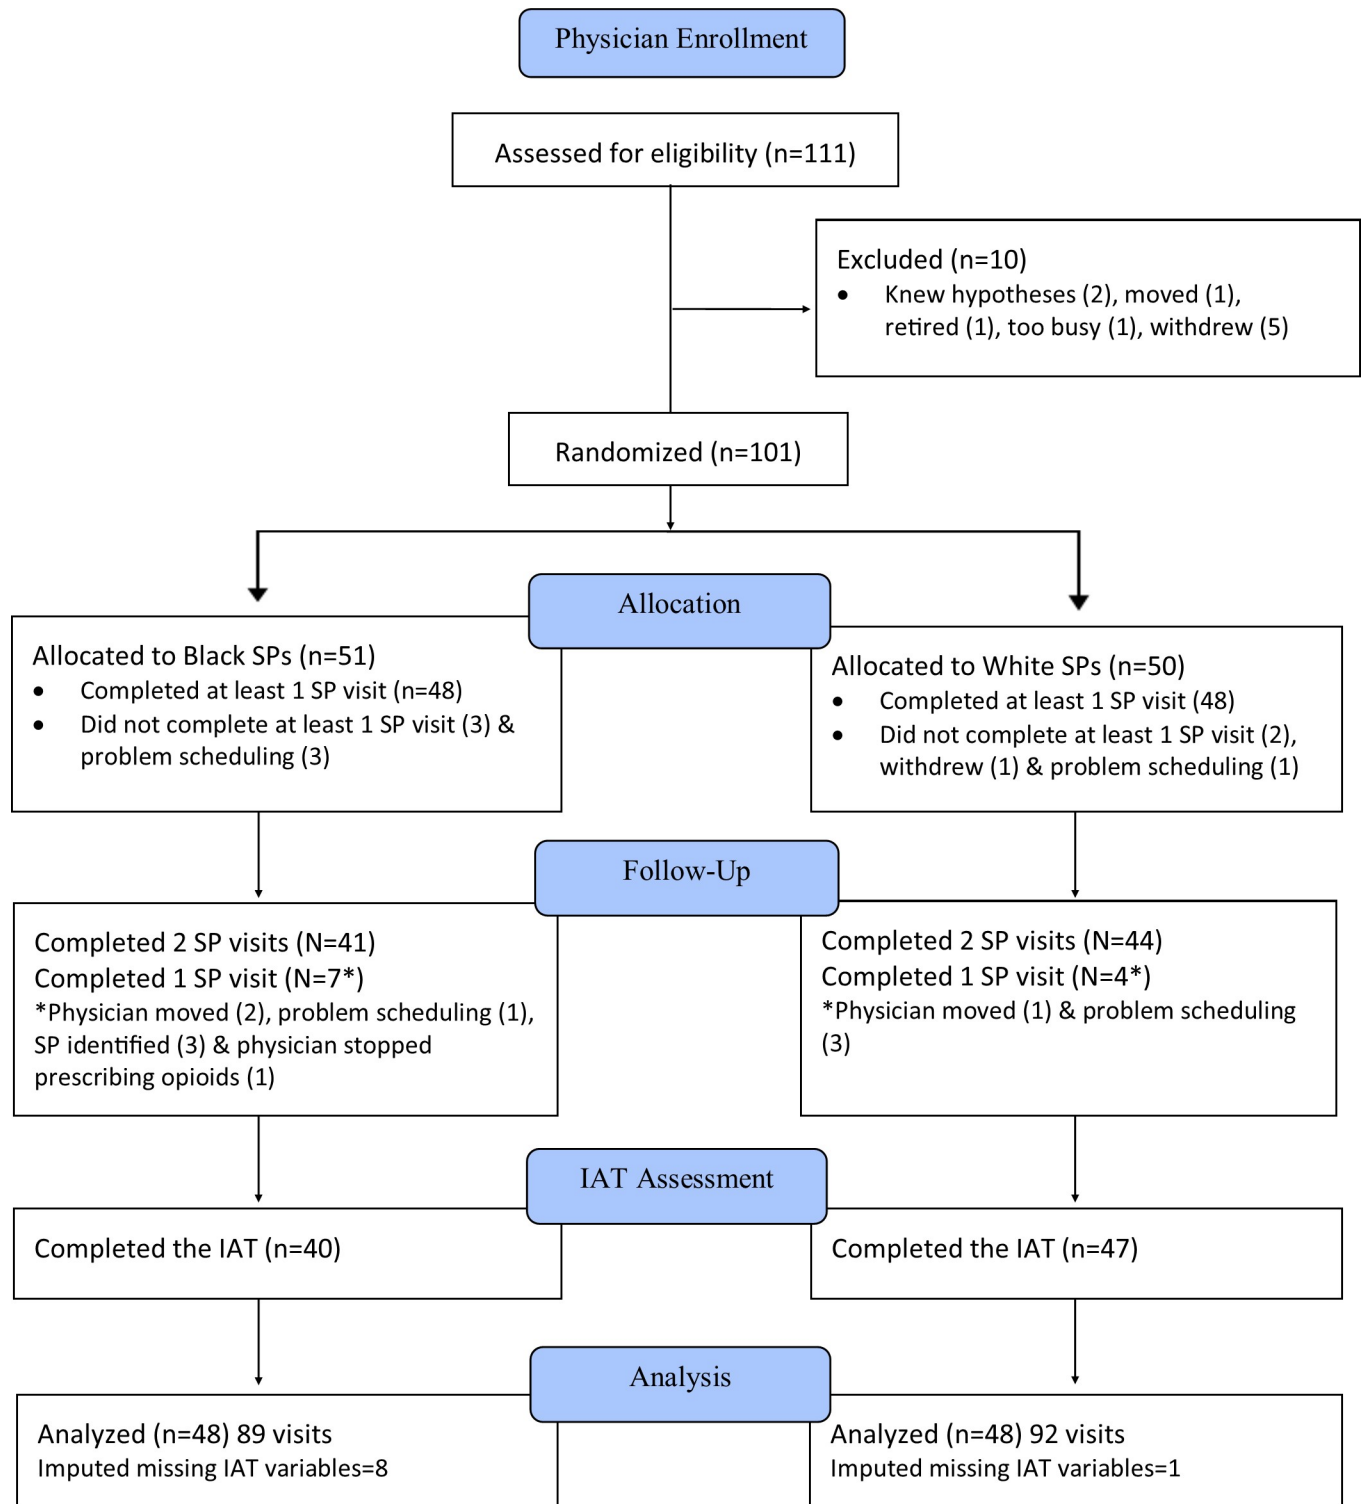 Physician Enrollment
Assessed for eligibility (n=111)
Excluded (n=10)
• Knew hypotheses (2), moved (1),
retired (1), too busy (1), withdrew (5)
Randomized (n=101)
Allocation
Allocated to Black SPs (n=51)
• Completed at least 1 SP visit (n=48)
• Did not complete at least 1 SP visit (3) &
problem scheduling (3)
Allocated to White SPs (n=50)
• Completed at least 1 SP visit (48)
• Did not complete at least 1 SP visit (2),
withdrew (1) & problem scheduling (1)
Follow-Up
Completed 2 SP visits (N=41)
Completed 1 SP visit (N=7*)
*Physician moved (2), problem scheduling (1),
SP identified (3) & physician stopped
prescribing opioids (1)
Completed 2 SP visits (N=44)
Completed 1 SP visit (N=4*)
*Physician moved (1) & problem scheduling
(3)
IAT Assessment
Completed the IAT (n=40)
Completed the IAT (n=47)
Analysis
Analyzed (n=48) 89 visits
Imputed missing IAT variables=8
Analyzed (n=48) 92 visits
Imputed missing IAT variables=1